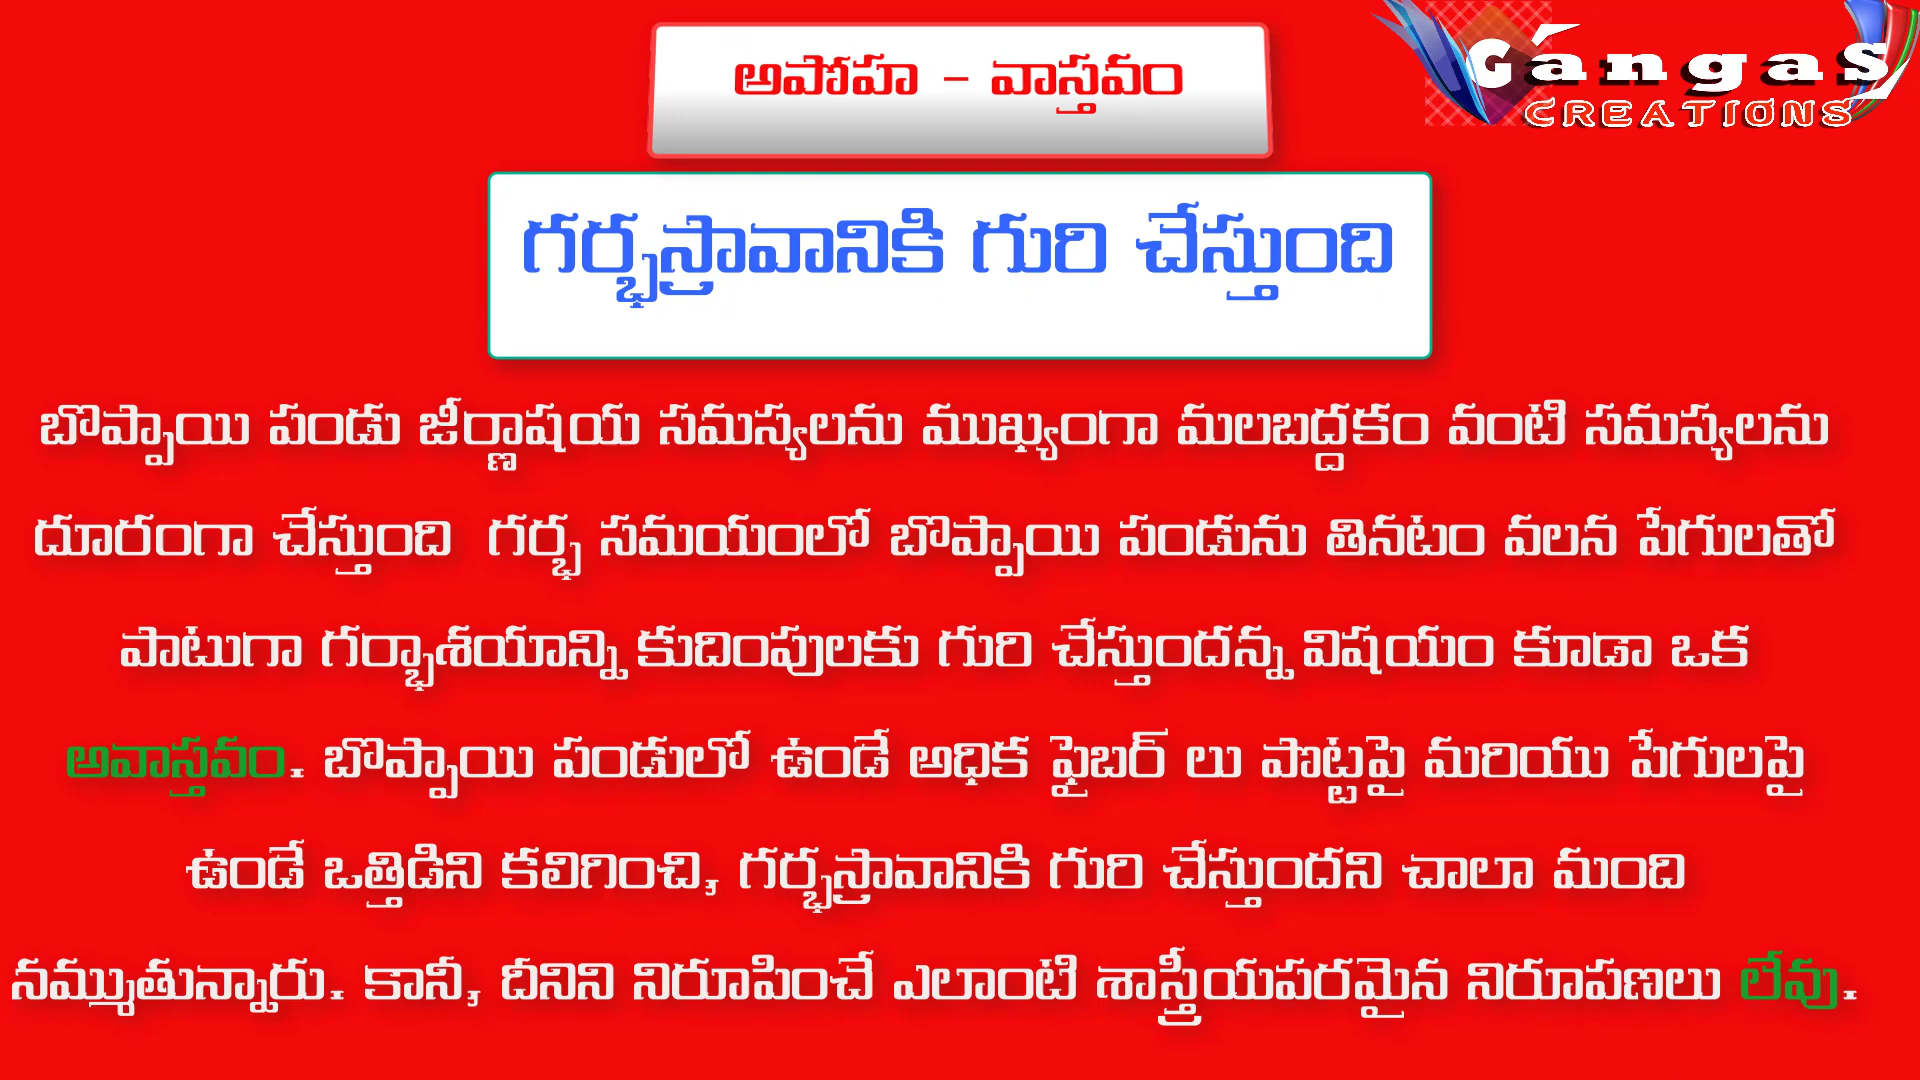 GangaS
CREATIONS
అపోహ - వాస్తవం
గర్భస్రావానికి గురి చేస్తుంది
బొప్పాయి పండు జీర్ణాషయ సమస్యలను ముఖ్యంగా మలబద్దకం వంటి సమస్యలను
దూరంగా చేస్తుంది గర్భ సమయంలో బొప్పాయి పండును తినటం వలన పేగులతో
పాటుగా గర్భాశయాన్ని కుదింపులకు గురి చేస్తుందన్న విషయం కూడా ఒక
అవాస్తవం. బొప్పాయి పండులో ఉండే అధిక ఫైబర్ లు పొట్టపై మరియు పేగులపై
ఉండే ఒత్తిడిని కలిగించి, గర్భస్రావానికి గురి చేస్తుందని చాలా మంది
నమ్ముతున్నారు. కానీ, దీనిని నిరూపించే ఎలాంటి శాస్త్రీయపరమైన నిరూపణలు లేవు.